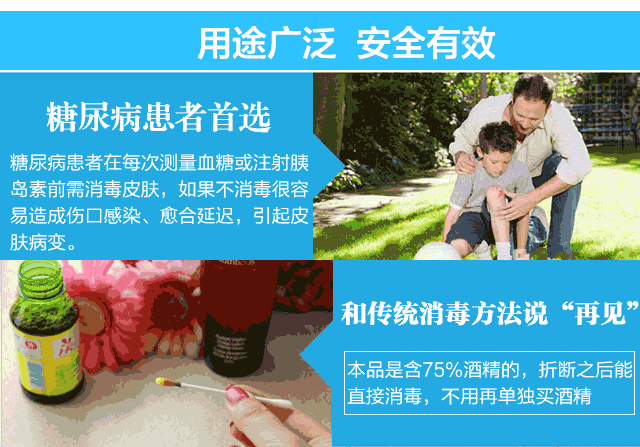 用途广泛 安全有效
糖尿病患者首选
糖尿病患者在每次测量血糖或注射胰
岛素前需消毒皮肤，如果不消毒很容
易造成伤口感染、愈合延迟，引起皮
肤病变。
和传统消毒方法说“再见”
本品是含75%酒精的，折断之后能
直接消毒，不用再单独买酒精